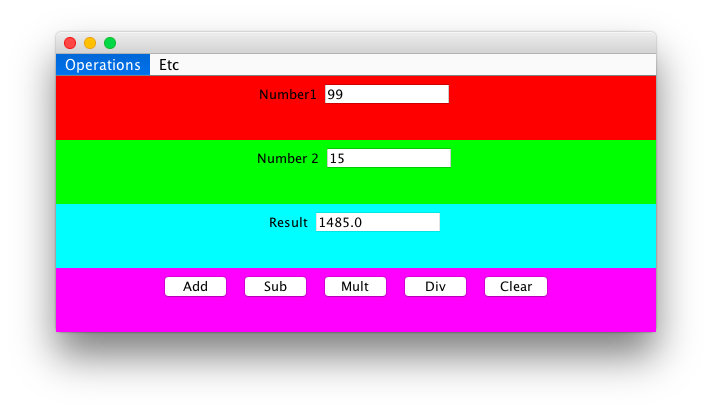 Operations Etc
Number1 99
Number 2 15
Result 1485.0
Add Sub Mult Div Clear